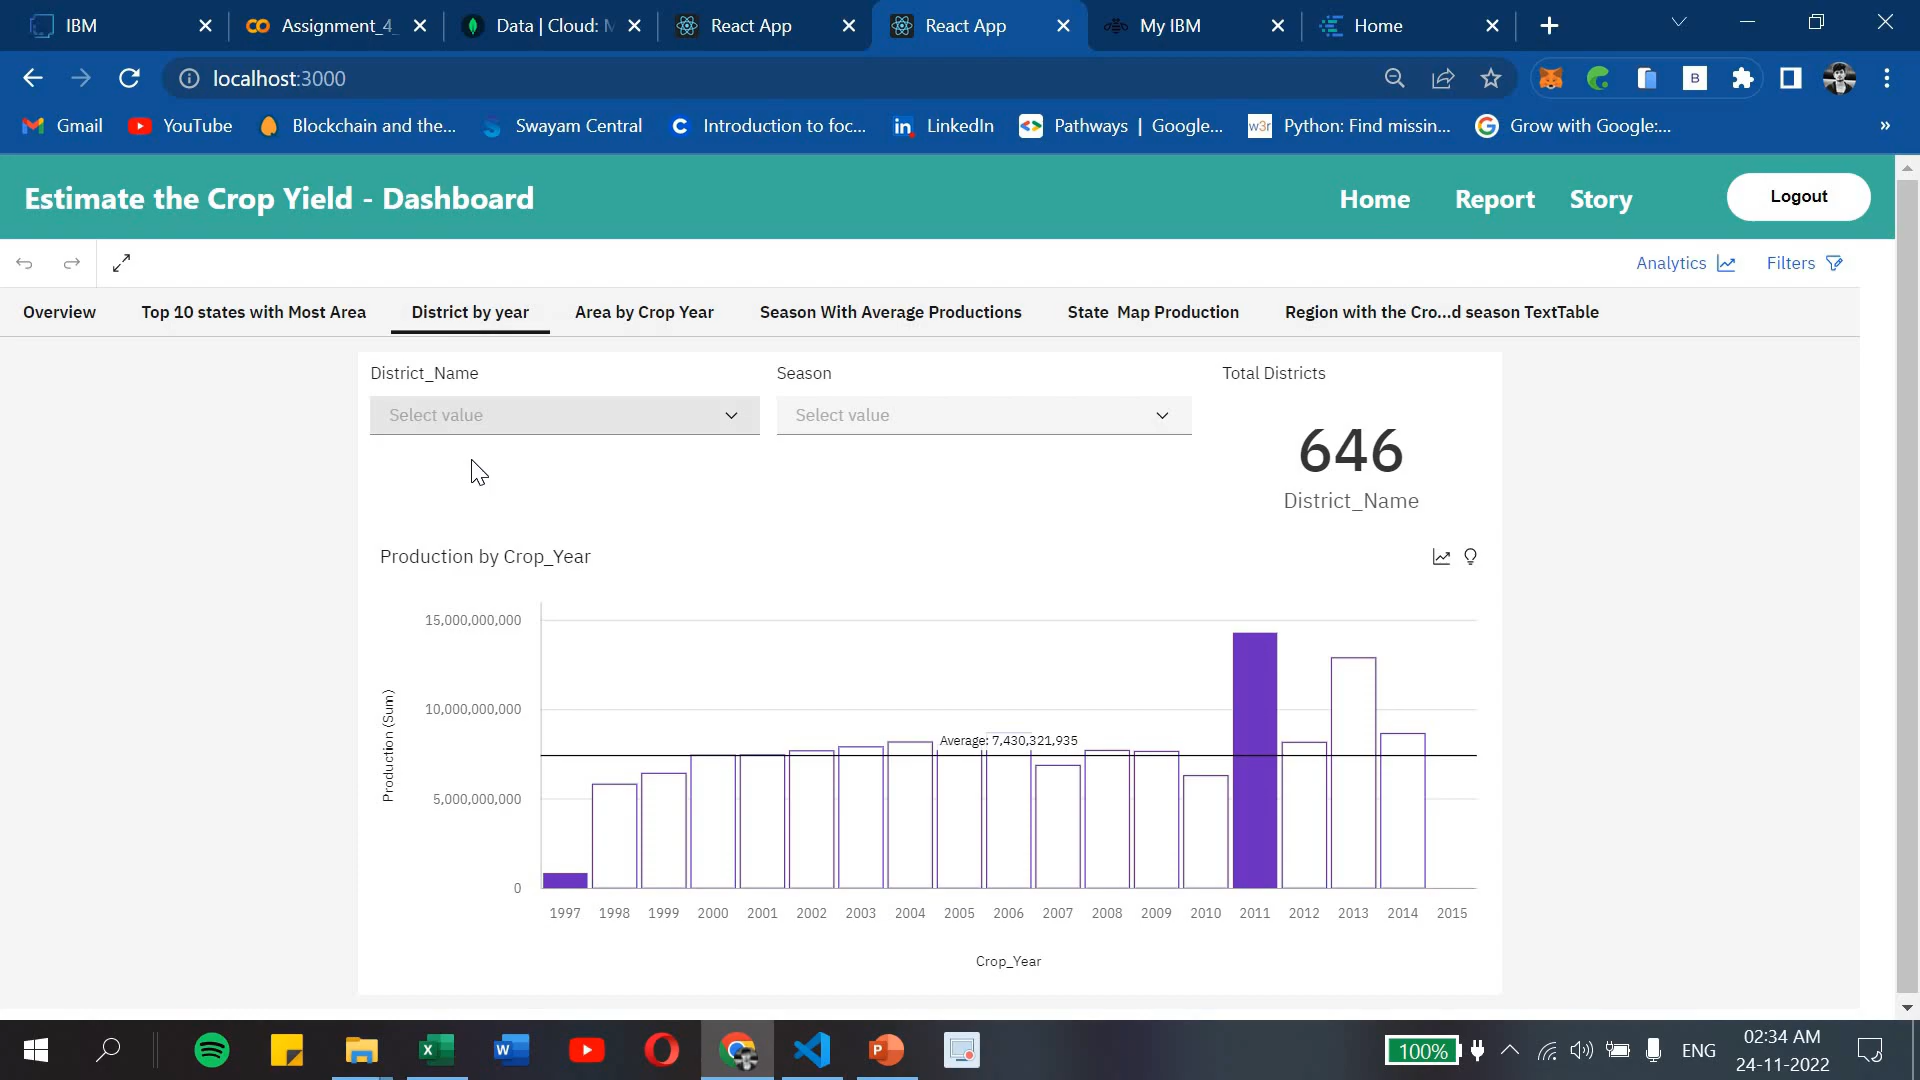 IBM
Assignment_4_
Data | Cloud: M
React App
React App
My IBM
Home
localhost:3000
B
Gmail
YouTube
Blockchain and the...
Swayam Central
Introduction to foc...
LinkedIn
Pathways | Google...
w3r
Python: Find missin...
Grow with Google:...
»
Estimate the Crop Yield - Dashboard
Home
Report
Story
Logout
Analytics
Filters
Overview
Top 10 states with Most Area
District by year
Area by Crop Year
Season With Average Productions
State Map Production
Region with the Cro...d season TextTable
District_Name
Season
Total Districts
Select value
Select value
646
District_Name
Production by Crop_Year
Production (Sum)
15,000,000,000
10,000,000,000
5,000,000,000
0
Average: 7,430,321,935
1997 1998 1999 2000 2001 2002 2003 2004 2005 2006 2007 2008 2009 2010 2011 2012 2013 2014 2015
Crop_Year
100%
ENG
02:34 AM
24-11-2022